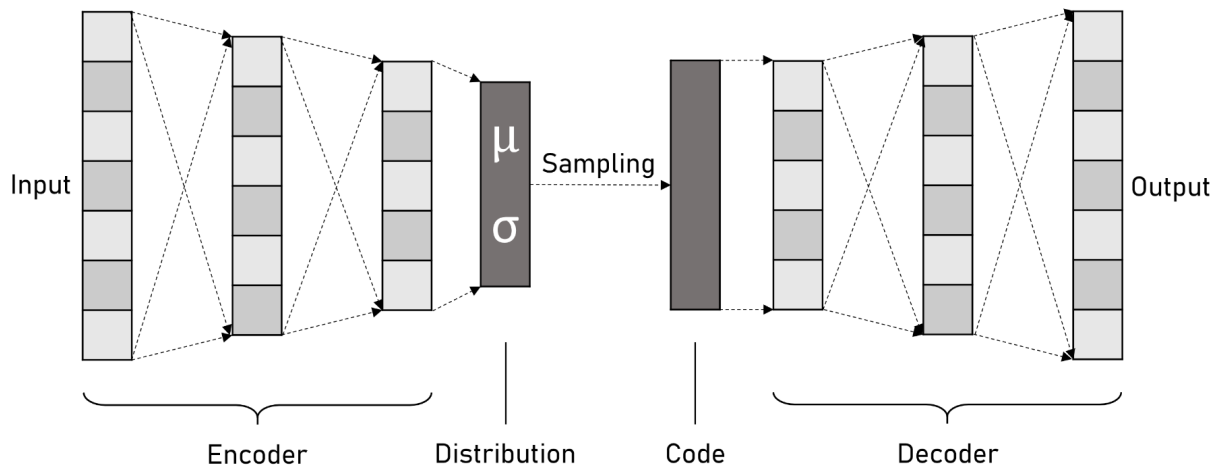 Input
μ
σ
Sampling
Output
Encoder
Distribution
Code
Decoder